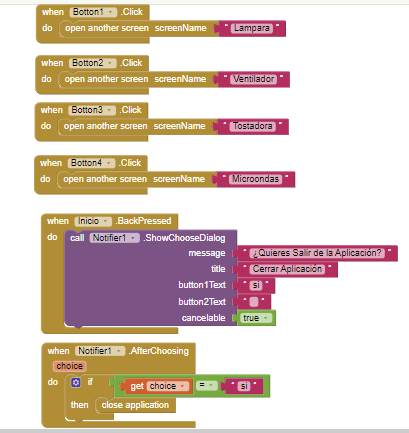 when Botton1 .Click
do open another screen screenName " Lampara "
when Botton2 .Click
do open another screen screenName " Ventilador "
when Botton3 .Click
do open another screen screenName " Tostadora "
when Botton4 .Click
do open another screen screenName " Microondas "
when Inicio .BackPressed
do call Notifier1 .ShowChooseDialog
message " ¿Quieres Salir de la Aplicación? "
title " Cerrar Aplicación "
button1Text " si "
button2Text " "
cancelable true
when Notifier1 .AfterChoosing
choice
do if get choice = " si "
then close application